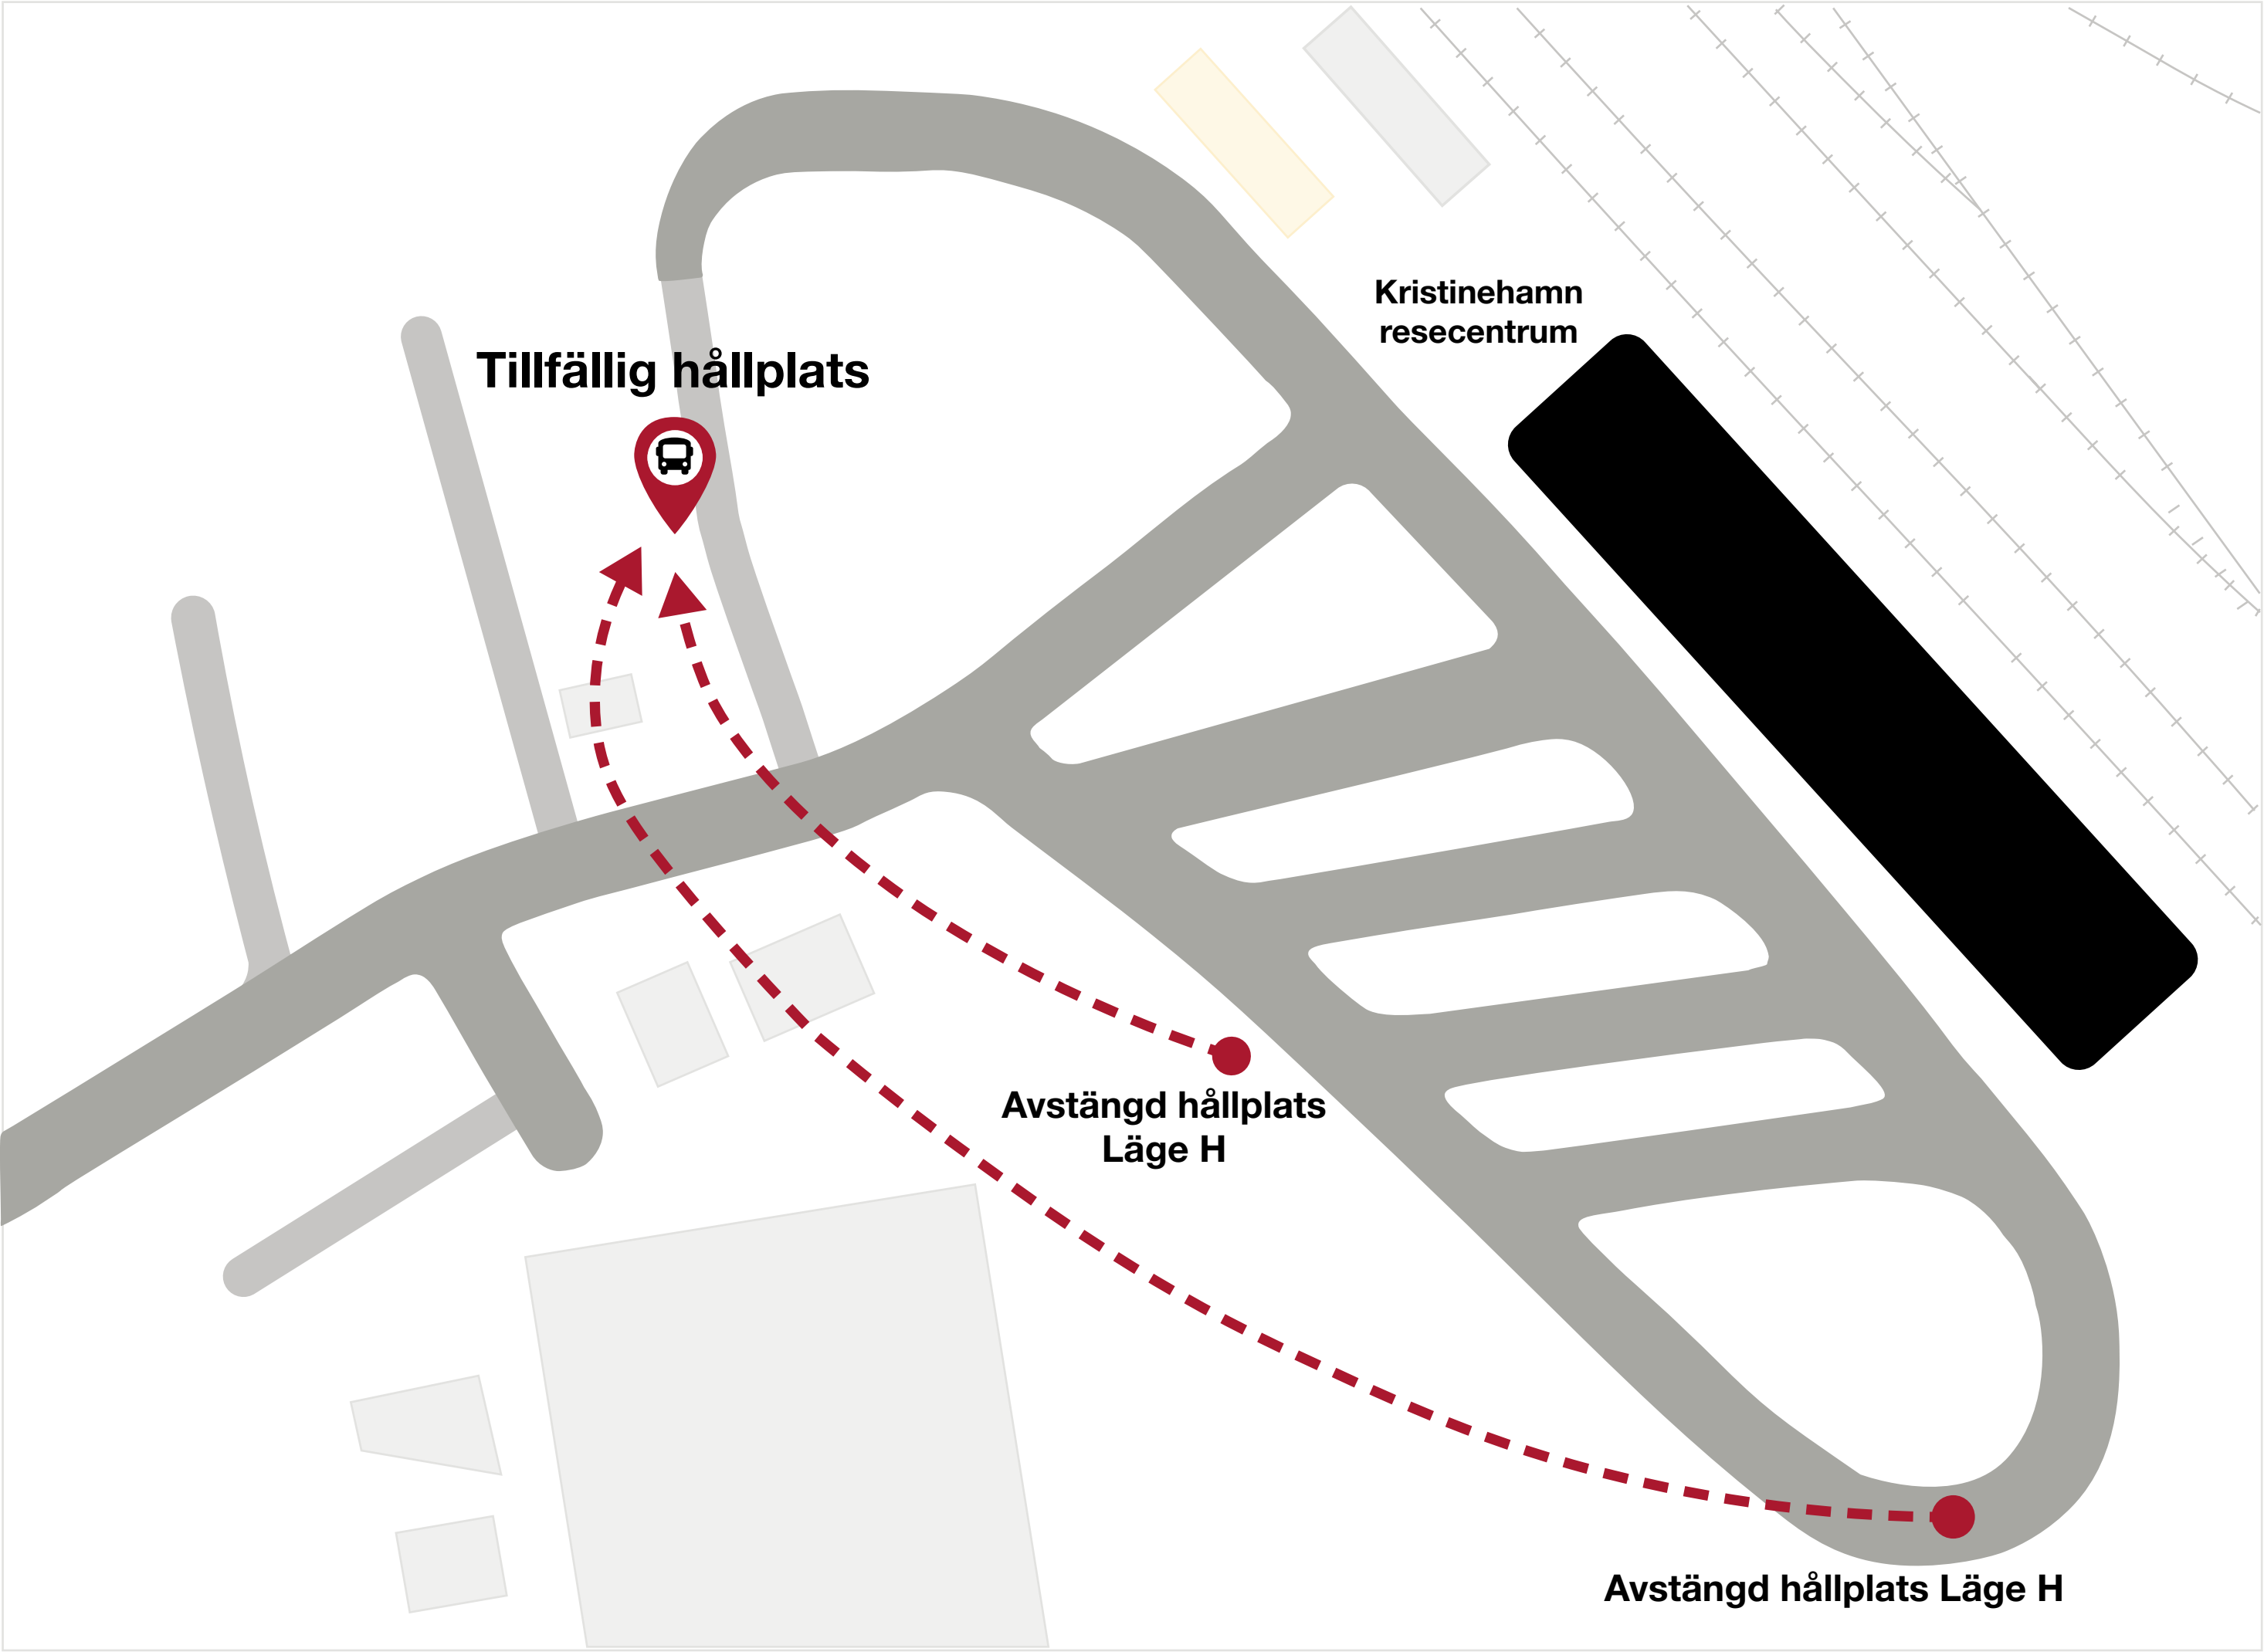 Kristinehamn
resecentrum
Tillfällig hållplats
Avstängd hållplats
Läge H
Avstängd hållplats Läge H